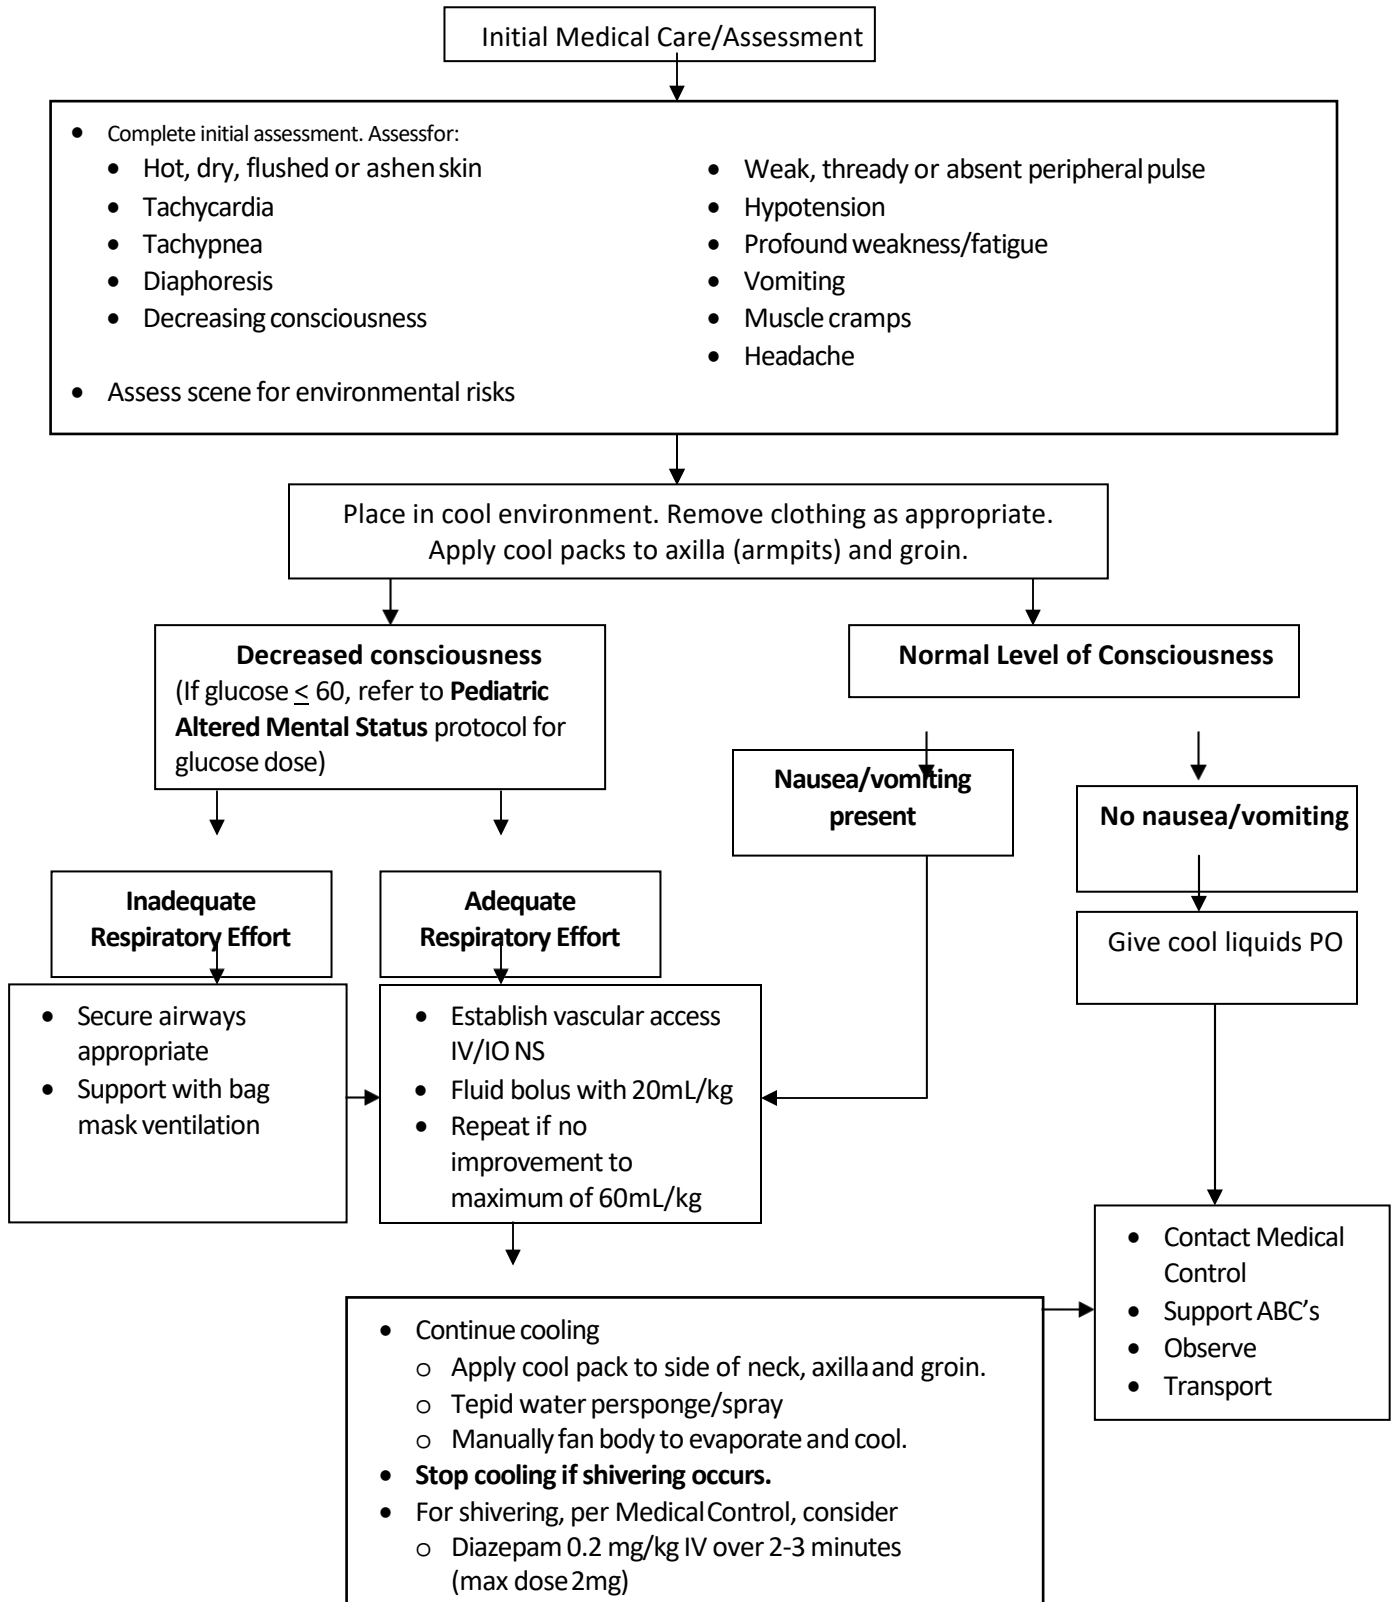 Initial Medical Care/Assessment
• Complete initial assessment. Assessfor:
• Hot, dry, flushed or ashen skin
• Tachycardia
• Tachypnea
• Diaphoresis
• Decreasing consciousness
• Weak, thready or absent peripheral pulse
• Hypotension
• Profound weakness/fatigue
• Vomiting
• Muscle cramps
• Headache
• Assess scene for environmental risks
Place in cool environment. Remove clothing as appropriate.
Apply cool packs to axilla (armpits) and groin.
Decreased consciousness
(If glucose ≤ 60, refer to Pediatric
Altered Mental Status protocol for
glucose dose)
Normal Level of Consciousness
Nausea/vomiting
present
No nausea/vomiting
Inadequate
Respiratory Effort
Adequate
Respiratory Effort
Give cool liquids PO
• Secure airways
appropriate
• Support with bag
mask ventilation
• Establish vascular access
IV/IO NS
• Fluid bolus with 20mL/kg
• Repeat if no
improvement to
maximum of 60mL/kg
• Contact Medical
Control
• Support ABC’s
• Observe
• Transport
• Continue cooling
o Apply cool pack to side of neck, axilla and groin.
o Tepid water persponge/spray
o Manually fan body to evaporate and cool.
• Stop cooling if shivering occurs.
• For shivering, per Medical Control, consider
o Diazepam 0.2 mg/kg IV over 2-3 minutes
(max dose 2mg)